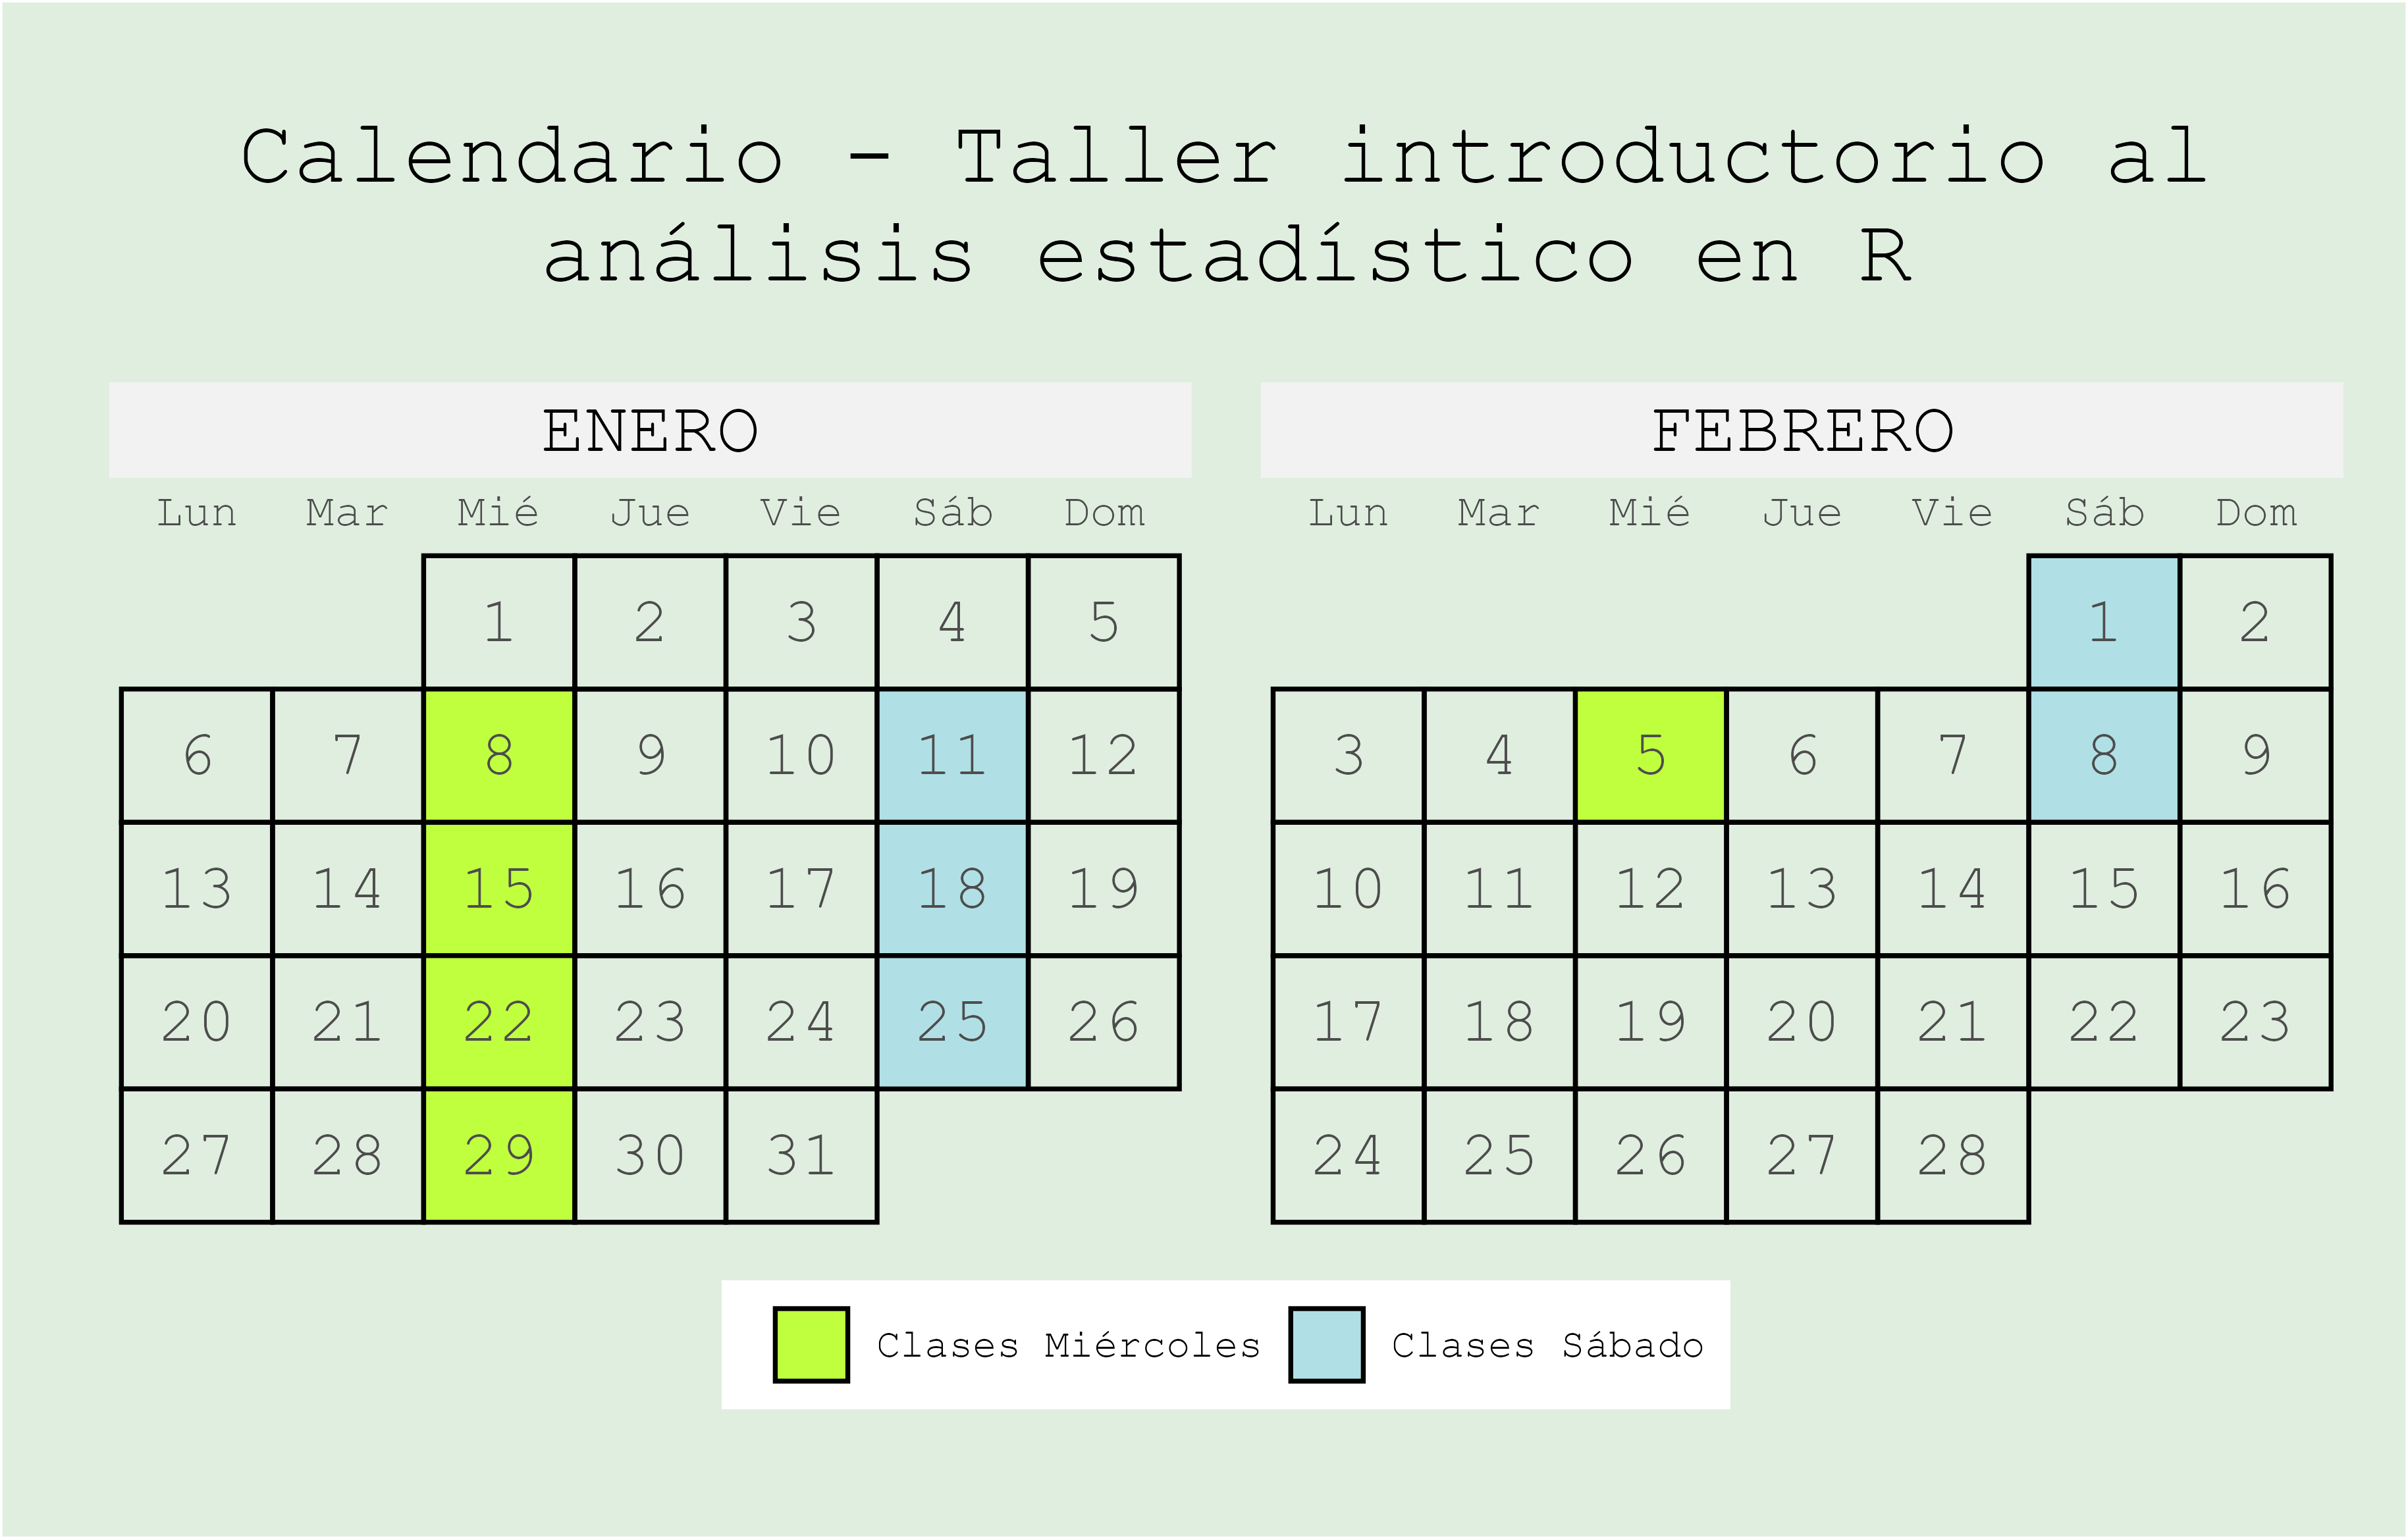 Calendario - Taller introductorio al
análisis estadístico en R
ENERO
Lun Mar Mié Jue Vie Sáb Dom
1 2 3 4 5
6 7 8 9 10 11 12
13 14 15 16 17 18 19
20 21 22 23 24 25 26
27 28 29 30 31
FEBRERO
Lun Mar Mié Jue Vie Sáb Dom
1 2
3 4 5 6 7 8 9
10 11 12 13 14 15 16
17 18 19 20 21 22 23
24 25 26 27 28
Clases Miércoles Clases Sábado